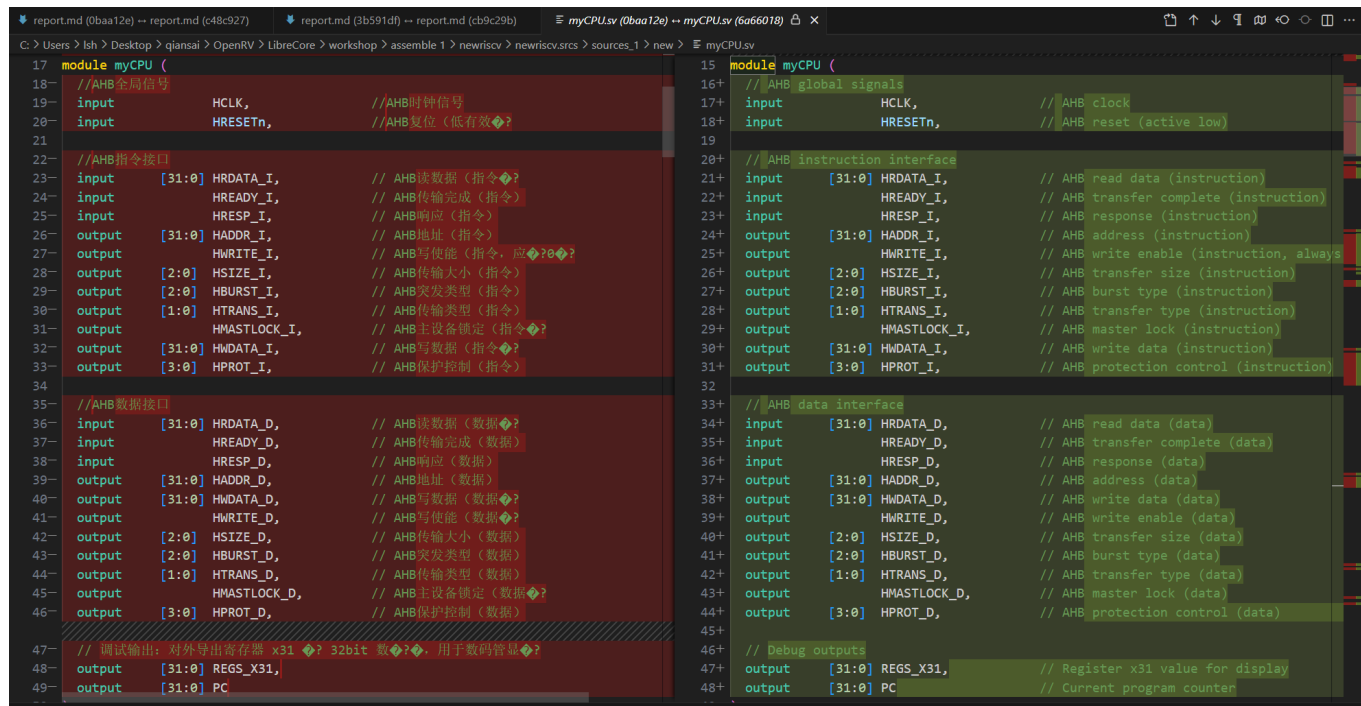 report.md (0baa12e) ↔ report.md (c48c927)
report.md (3b591df) ↔ report.md (cb9c29b)
myCPU.sv (0baa12e) ↔ myCPU.sv (6a66018)
C: > Users > lsh > Desktop > qiansai > OpenRV > LibreCore > workshop > assemble 1 > newriscv > newriscv.srcs > sources_1 > new > myCPU.sv
17 module myCPU (
18− //AHB全局信号
19− input HCLK, //AHB时钟信号
20− input HRESETn, //AHB复位（低有效�?
21
22− //AHB指令接口
23− input [31:0] HRDATA_I, // AHB读数据（指令�?
24− input HREADY_I, // AHB传输完成（指令）
25− input HRESP_I, // AHB响应（指令）
26− output [31:0] HADDR_I, // AHB地址（指令）
27− output HWRITE_I, // AHB写使能（指令，应�?0�?
28− output [2:0] HSIZE_I, // AHB传输大小（指令）
29− output [2:0] HBURST_I, // AHB突发类型（指令）
30− output [1:0] HTRANS_I, // AHB传输类型（指令）
31− output HMASTLOCK_I, // AHB主设备锁定（指令�?
32− output [31:0] HWDATA_I, // AHB写数据（指令�?
33− output [3:0] HPROT_I, // AHB保护控制（指令）
34
35− //AHB数据接口
36− input [31:0] HRDATA_D, // AHB读数据（数据�?
37− input HREADY_D, // AHB传输完成（数据）
38− input HRESP_D, // AHB响应（数据）
39− output [31:0] HADDR_D, // AHB地址（数据）
40− output [31:0] HWDATA_D, // AHB写数据（数据�?
41− output HWRITE_D, // AHB写使能（数据�?
42− output [2:0] HSIZE_D, // AHB传输大小（数据）
43− output [2:0] HBURST_D, // AHB突发类型（数据）
44− output [1:0] HTRANS_D, // AHB传输类型（数据）
45− output HMASTLOCK_D, // AHB主设备锁定（数据�?
46− output [3:0] HPROT_D, // AHB保护控制（数据）
47− // 调试输出：对外导出寄存器 x31 �? 32bit 数�?�，用于数码管显�?
48− output [31:0] REGS_X31,
49− output [31:0] PC
15 module myCPU (
16+ // AHB global signals
17+ input HCLK, // AHB clock
18+ input HRESETn, // AHB reset (active low)
19
20+ // AHB instruction interface
21+ input [31:0] HRDATA_I, // AHB read data (instruction)
22+ input HREADY_I, // AHB transfer complete (instruction)
23+ input HRESP_I, // AHB response (instruction)
24+ output [31:0] HADDR_I, // AHB address (instruction)
25+ output HWRITE_I, // AHB write enable (instruction, always
26+ output [2:0] HSIZE_I, // AHB transfer size (instruction)
27+ output [2:0] HBURST_I, // AHB burst type (instruction)
28+ output [1:0] HTRANS_I, // AHB transfer type (instruction)
29+ output HMASTLOCK_I, // AHB master lock (instruction)
30+ output [31:0] HWDATA_I, // AHB write data (instruction)
31+ output [3:0] HPROT_I, // AHB protection control (instruction)
32
33+ // AHB data interface
34+ input [31:0] HRDATA_D, // AHB read data (data)
35+ input HREADY_D, // AHB transfer complete (data)
36+ input HRESP_D, // AHB response (data)
37+ output [31:0] HADDR_D, // AHB address (data)
38+ output [31:0] HWDATA_D, // AHB write data (data)
39+ output HWRITE_D, // AHB write enable (data)
40+ output [2:0] HSIZE_D, // AHB transfer size (data)
41+ output [2:0] HBURST_D, // AHB burst type (data)
42+ output [1:0] HTRANS_D, // AHB transfer type (data)
43+ output HMASTLOCK_D, // AHB master lock (data)
44+ output [3:0] HPROT_D, // AHB protection control (data)
45+
46+ // Debug outputs
47+ output [31:0] REGS_X31, // Register x31 value for display
48+ output [31:0] PC // Current program counter